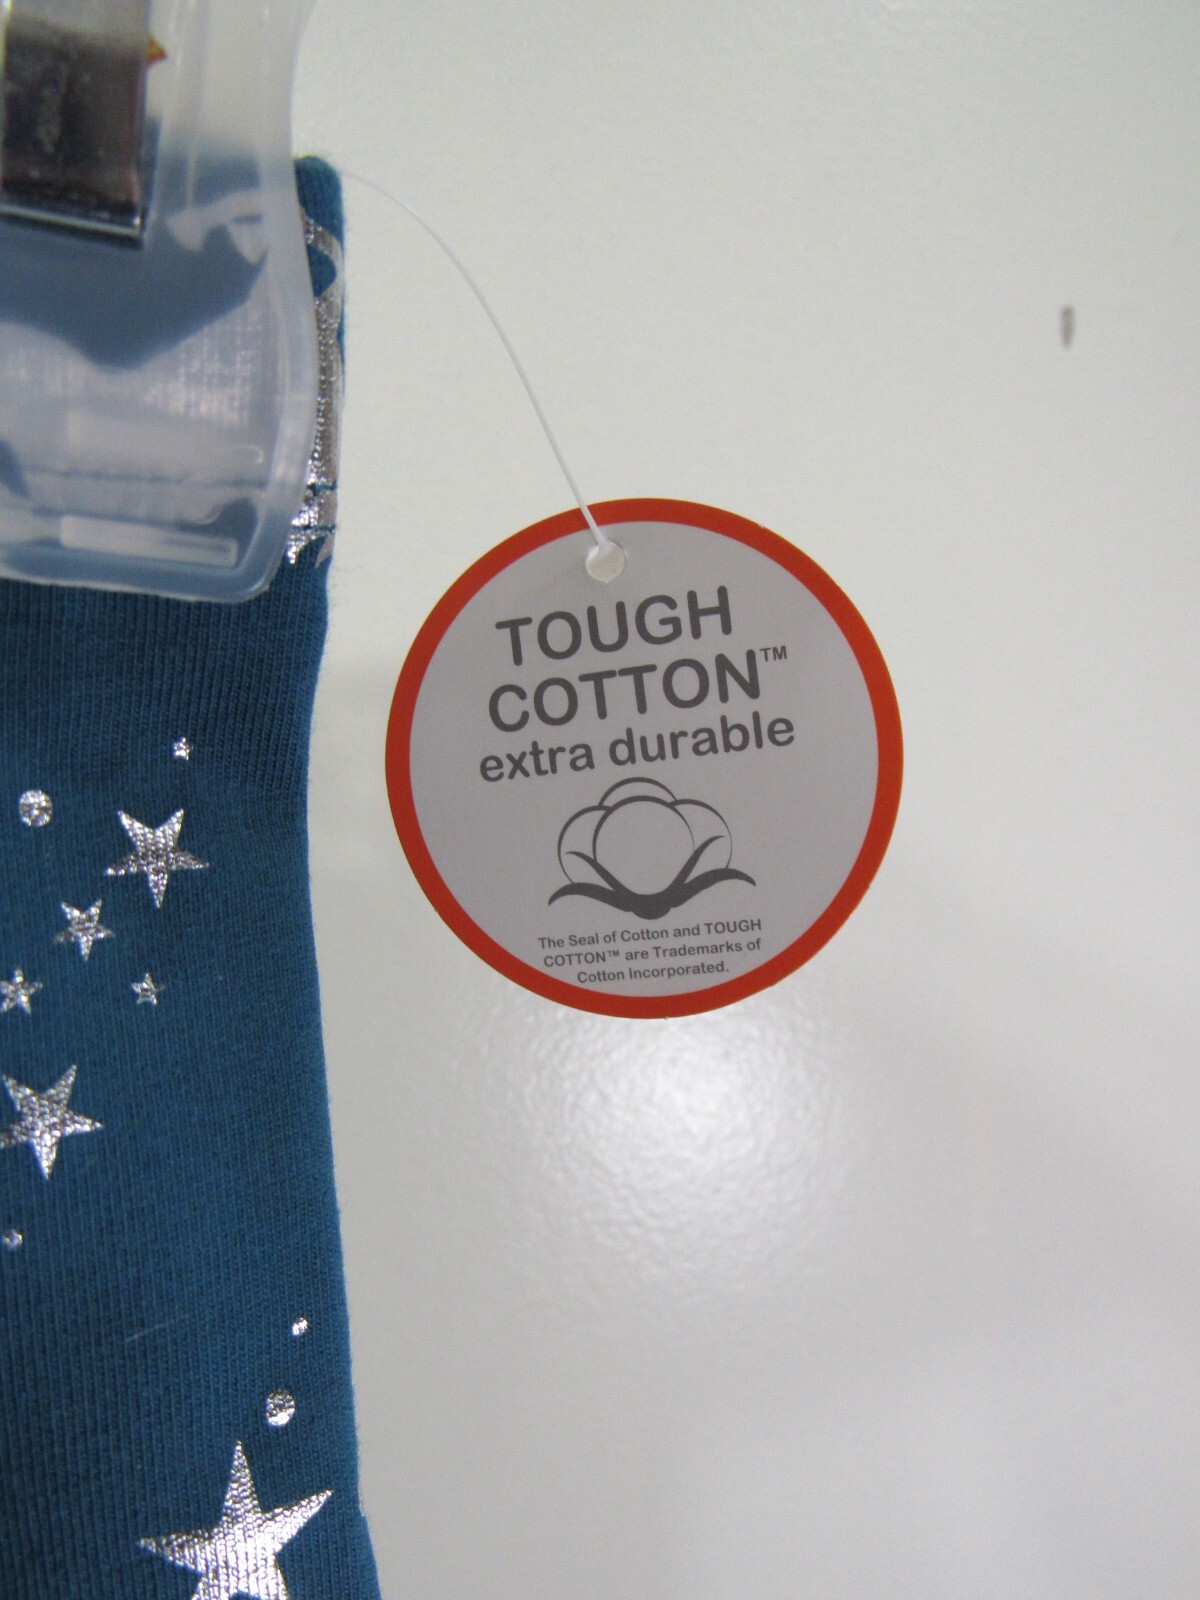 TOUGH
COTTON™
extra durable
The Seal of Cotton and TOUGH
COTTON™ are Trademarks of
Cotton Incorporated.